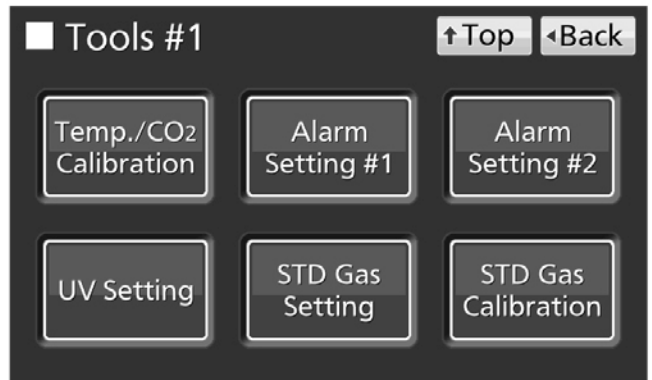 Tools #1
↑Top
◂Back
Temp./CO2
Calibration
Alarm
Setting #1
Alarm
Setting #2
UV Setting
STD Gas
Setting
STD Gas
Calibration